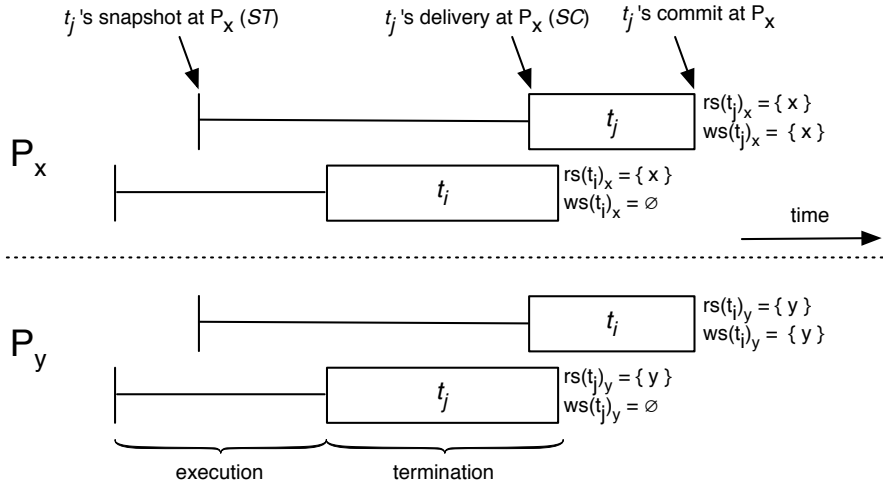 tj 's snapshot at Px (ST)
tj 's delivery at Px (SC)
tj 's commit at Px
tj
rs(tj)x = { x }
ws(tj)x = { x }
Px
ti
rs(ti)x = { x }
ws(ti)x = ∅
time
ti
rs(ti)y = { y }
ws(ti)y = { y }
Py
tj
rs(tj)y = { y }
ws(tj)y = ∅
execution
termination